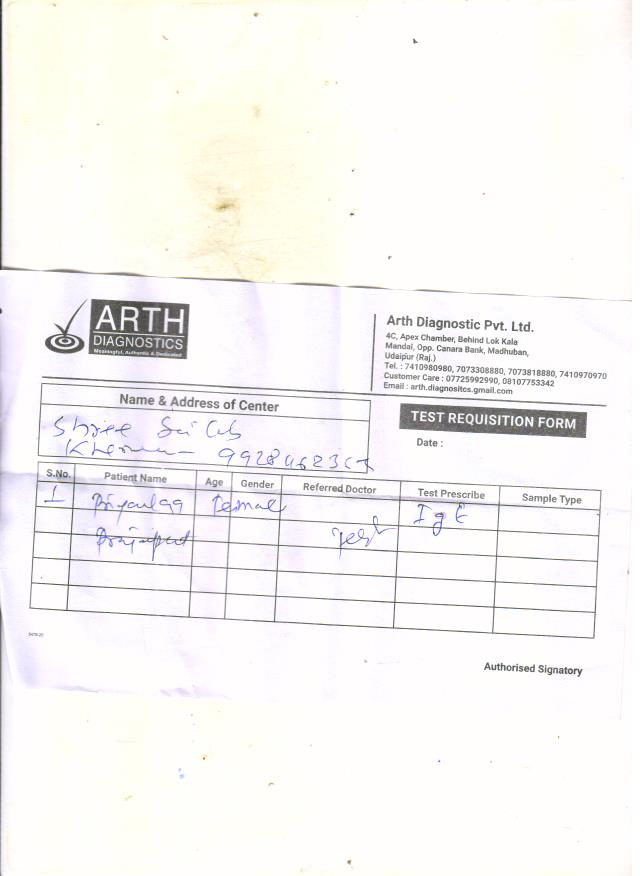 ARTH
DIAGNOSTICS
Meaningful, Authentic & Dedicated
Arth Diagnostic Pvt. Ltd.
4C, Apex Chamber, Behind Lok Kala
Mandal, Opp. Canara Bank, Madhuban,
Udaipur (Raj.)
Tel. : 7410980980, 7073308880, 7073818880, 7410970970
Customer Care : 07725992990, 08107753342
Email : arth.diagnositcs.gmail.com
Name & Address of Center
TEST REQUISITION FORM
Shree Sai Lab
Date :
S.No. Patient Name Age Gender Referred Doctor Test Prescribe Sample Type
1 Femal IgE
Authorised Signatory